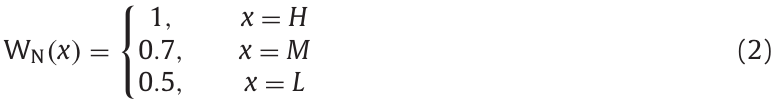 1, x = H
W_N(x) = { 0.7, x = M (2)
0.5, x = L